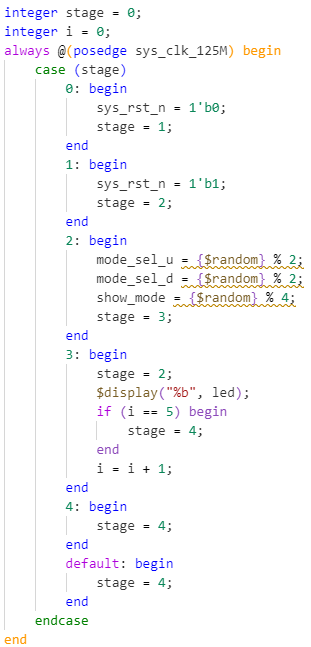 integer stage = 0;
integer i = 0;
always @(posedge sys_clk_125M) begin
    case (stage)
        0: begin
            sys_rst_n = 1'b0;
            stage = 1;
        end
        1: begin
            sys_rst_n = 1'b1;
            stage = 2;
        end
        2: begin
            mode_sel_u = {$random} % 2;
            mode_sel_d = {$random} % 2;
            show_mode = {$random} % 4;
            stage = 3;
        end
        3: begin
            stage = 2;
            $display("%b", led);
            if (i == 5) begin
                stage = 4;
            end
            i = i + 1;
        end
        4: begin
            stage = 4;
        end
        default: begin
            stage = 4;
        end
    endcase
end